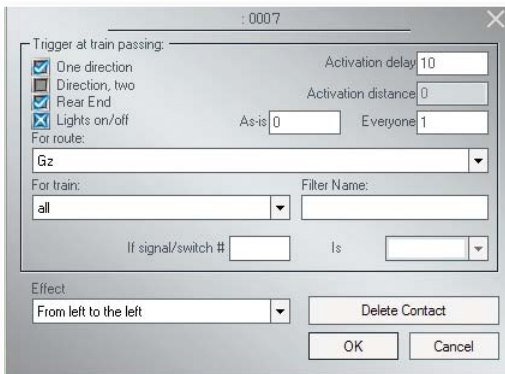 : 0007
Trigger at train passing:
One direction
Activation delay 10
Direction, two
Activation distance 0
Rear End
Lights on/off
As-is 0
Everyone 1
For route:
Gz
For train:
Filter Name:
all
If signal/switch #
Is
Effect
From left to the left
Delete Contact
OK
Cancel